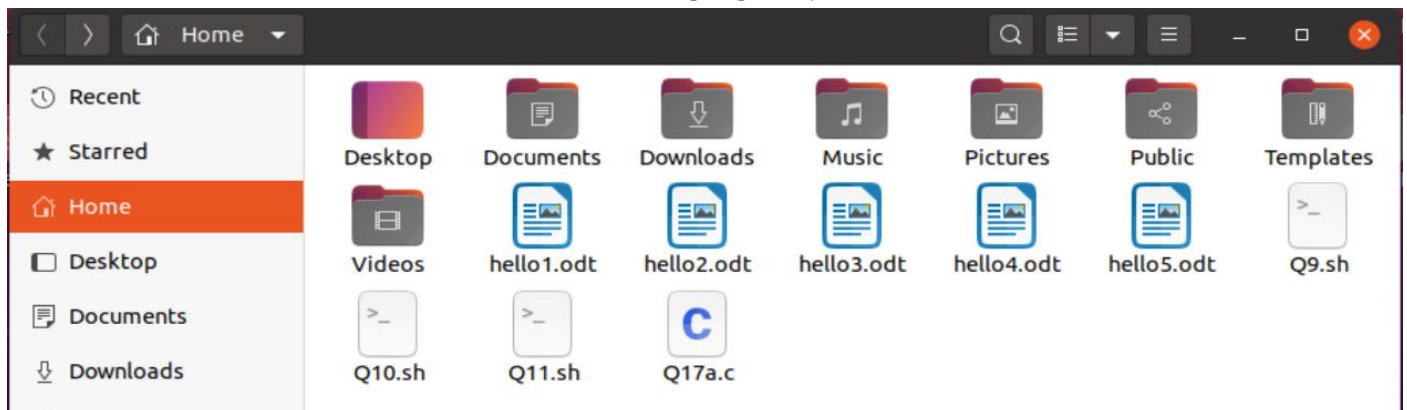 Home
Recent
Starred
Home
Desktop
Documents
Downloads
Desktop Documents Downloads Music Pictures Public Templates
Videos hello1.odt hello2.odt hello3.odt hello4.odt hello5.odt Q9.sh
Q10.sh Q11.sh Q17a.c